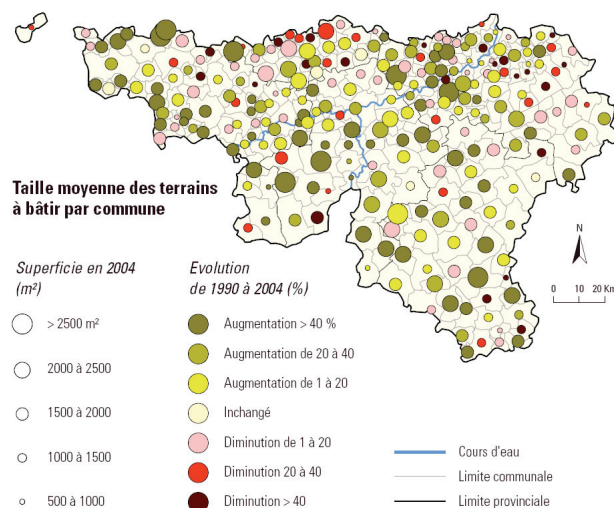 Taille moyenne des terrains
à bâtir par commune
Superficie en 2004
(m²)
> 2500 m²
2000 à 2500
1500 à 2000
1000 à 1500
500 à 1000
Evolution
de 1990 à 2004 (%)
Augmentation > 40 %
Augmentation de 20 à 40
Augmentation de 1 à 20
Inchangé
Diminution de 1 à 20
Diminution 20 à 40
Diminution > 40
N
0 10 20 Km
Cours d'eau
Limite communale
Limite provinciale